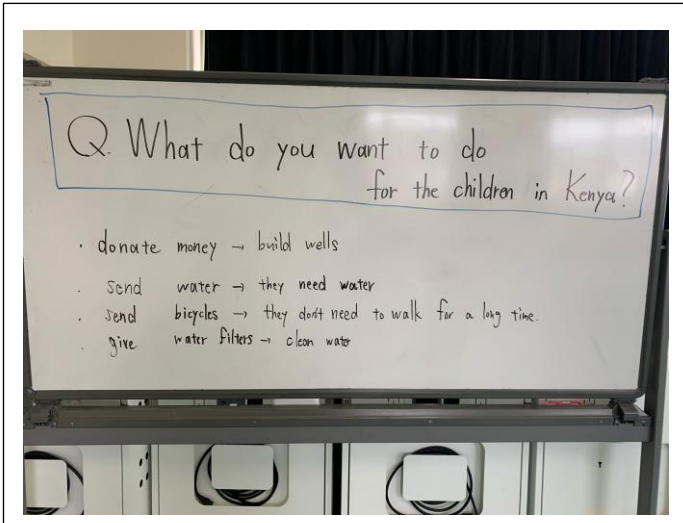 Q. What do you want to do
for the children in Kenya?
· donate money → build wells
· send water → they need water
· send bicycles → they don't need to walk for a long time.
· give water filters → clean water